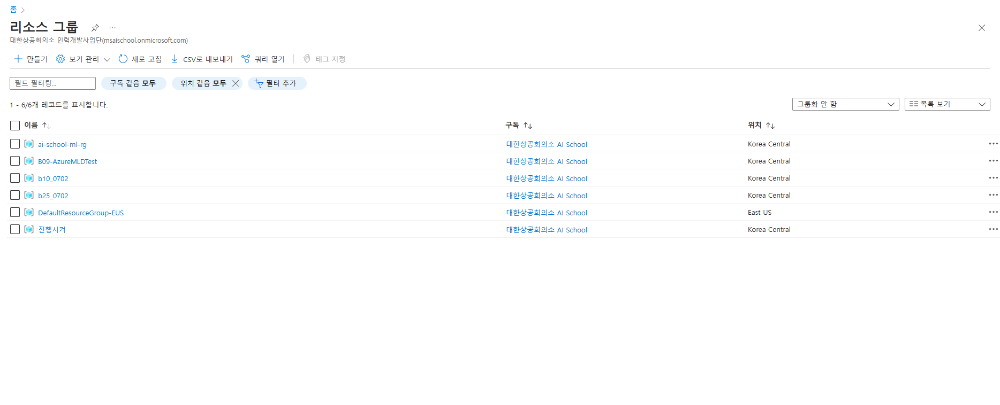 홈
리소스 그룹
대한상공회의소 인력개발사업단(msaischool.onmicrosoft.com)
만들기 보기 관리 새로 고침 CSV로 내보내기 쿼리 열기 태그 지정
필드 필터링... 구독 같음 모두 위치 같음 모두 필터 추가
1 - 6/6개 레코드를 표시합니다. 그룹화 안 함 목록 보기
이름 구독 위치
ai-school-ml-rg 대한상공회의소 AI School Korea Central
B09-AzureMLDTest 대한상공회의소 AI School Korea Central
b10_0702 대한상공회의소 AI School Korea Central
b25_0702 대한상공회의소 AI School Korea Central
DefaultResourceGroup-EUS 대한상공회의소 AI School East US
진행시켜 대한상공회의소 AI School Korea Central